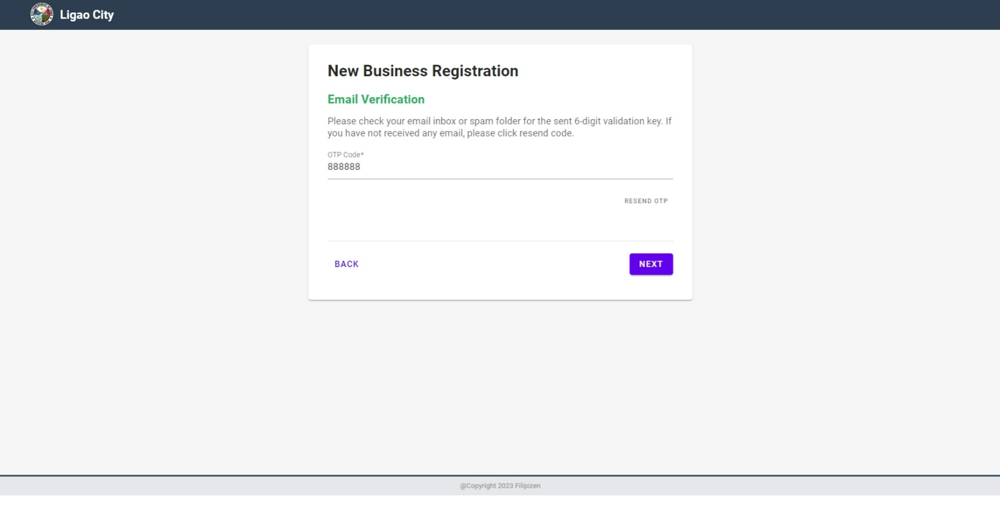 Ligao City
New Business Registration
Email Verification
Please check your email inbox or spam folder for the sent 6-digit validation key. If
you have not received any email, please click resend code.
OTP Code*
888888
RESEND OTP
BACK
NEXT
@Copyright 2023 Filipizen